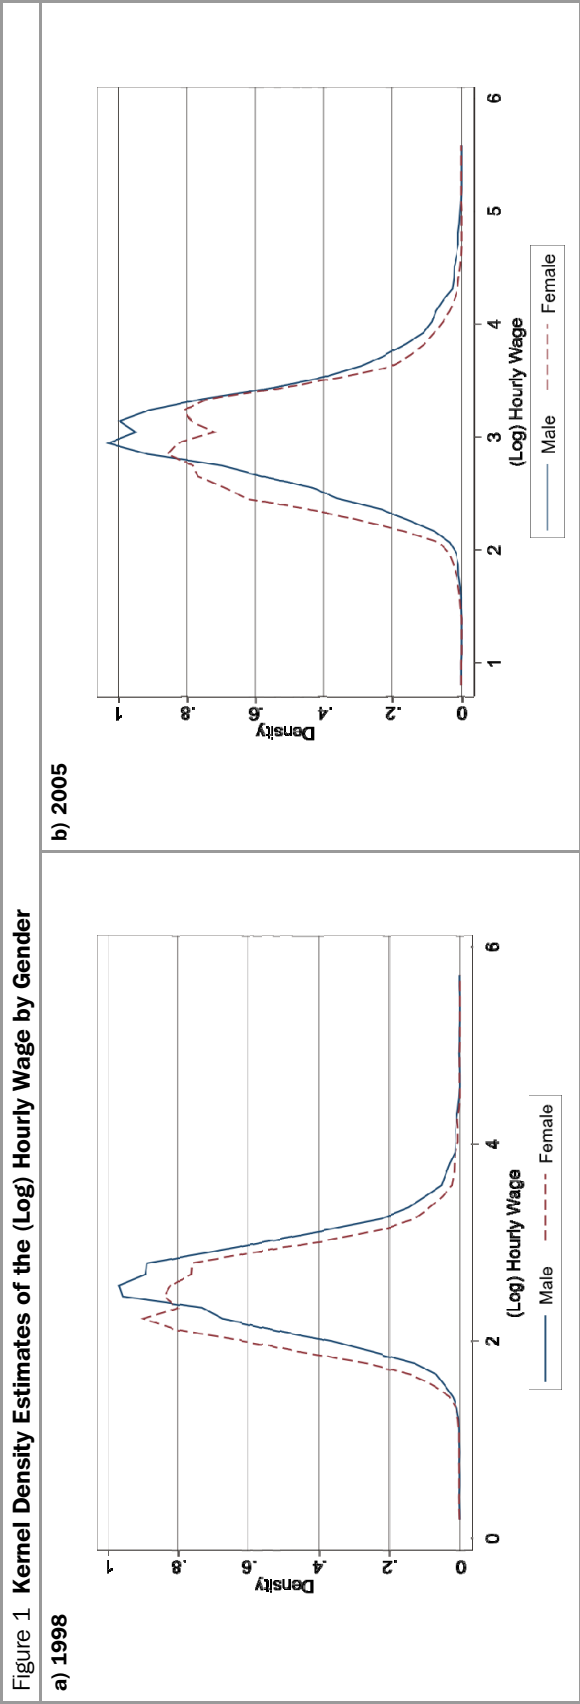 Figure 1 Kernel Density Estimates of the (Log) Hourly Wage by Gender
a) 1998
Density
1
.8
.6
.4
.2
0
0
2
4
6
(Log) Hourly Wage
Male
Female
b) 2005
Density
1
.8
.6
.4
.2
0
1
2
3
4
5
6
(Log) Hourly Wage
Male
Female